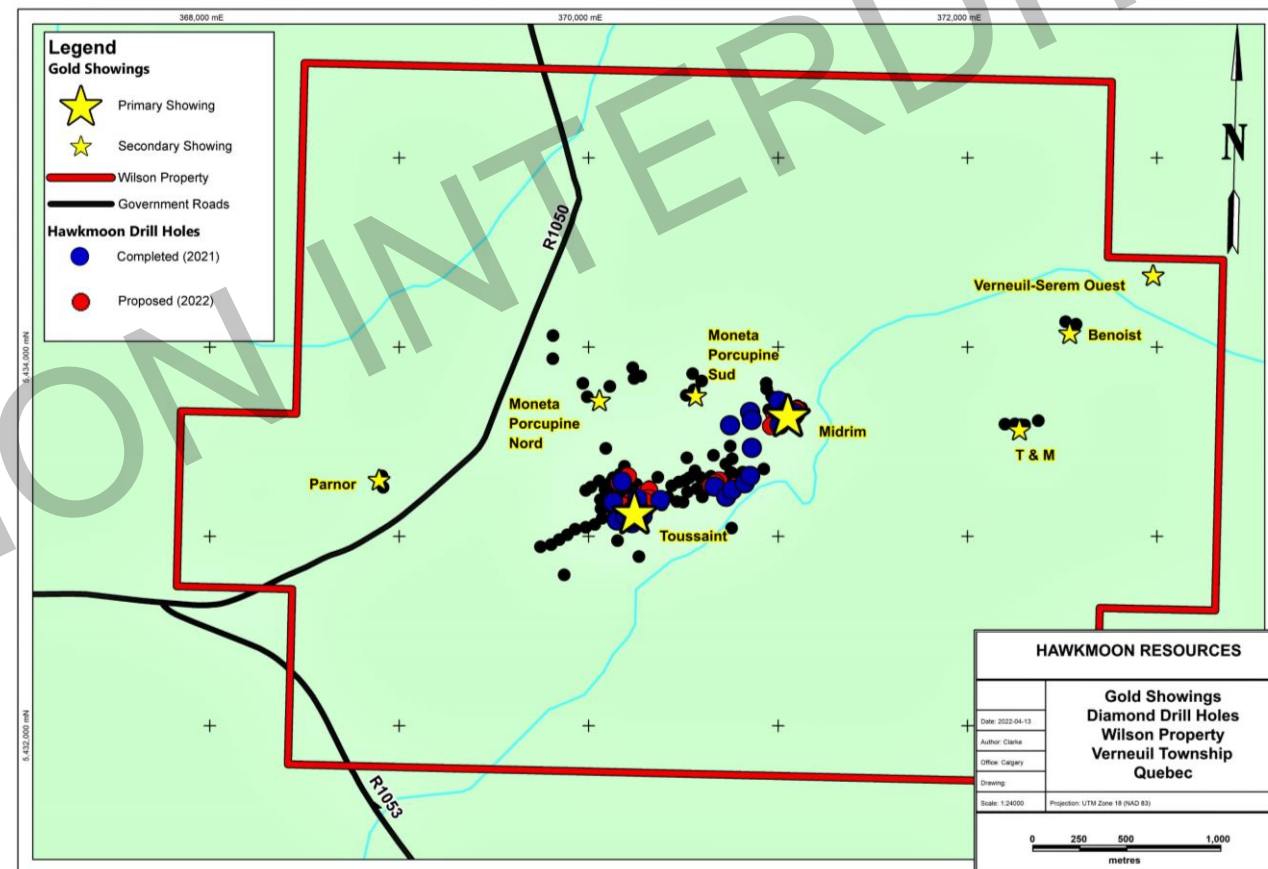 368,000 mE
370,000 mE
372,000 mE
Legend
Gold Showings
Primary Showing
Secondary Showing
Wilson Property
Government Roads
Hawkmoon Drill Holes
Completed (2021)
Proposed (2022)
N
R1050
Verneuil-Serem Ouest
Benoist
Moneta
Porcupine
Sud
Moneta
Porcupine
Nord
Midrim
T & M
Parnor
Toussaint
5,434,000 mN
5,432,000 mN
R1053
HAWKMOON RESOURCES
Gold Showings
Diamond Drill Holes
Wilson Property
Verneuil Township
Quebec
Date: 2022-04-13
Author: Clarke
Office: Calgary
Drawing:
Scale: 1:24000
Projection: UTM Zone 18 (NAD 83)
0 250 500 1,000
metres
ON INTERD